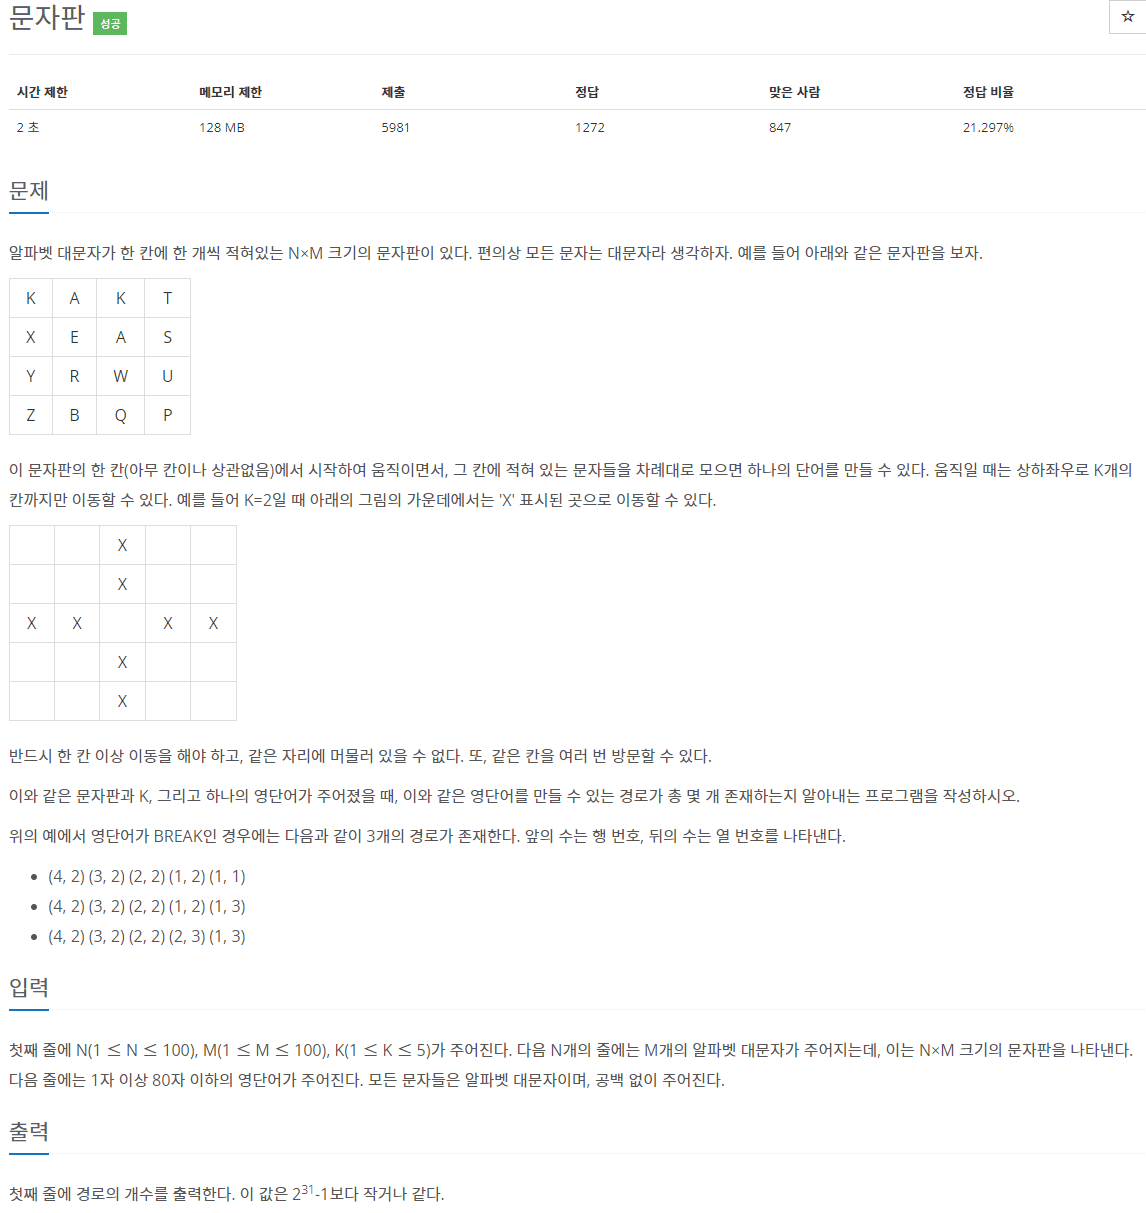 문자판 성공
☆
시간 제한 메모리 제한 제출 정답 맞은 사람 정답 비율
2 초 128 MB 5981 1272 847 21.297%
문제
알파벳 대문자가 한 칸에 한 개씩 적혀있는 N×M 크기의 문자판이 있다. 편의상 모든 문자는 대문자라 생각하자. 예를 들어 아래와 같은 문자판을 보자.
K A K T
X E A S
Y R W U
Z B Q P
이 문자판의 한 칸(아무 칸이나 상관없음)에서 시작하여 움직이면서, 그 칸에 적혀 있는 문자들을 차례대로 모으면 하나의 단어를 만들 수 있다. 움직일 때는 상하좌우로 K개의
칸까지만 이동할 수 있다. 예를 들어 K=2일 때 아래의 그림의 가운데에서는 'X' 표시된 곳으로 이동할 수 있다.
X
X
X X X X
X
X
반드시 한 칸 이상 이동을 해야 하고, 같은 자리에 머물러 있을 수 없다. 또, 같은 칸을 여러 번 방문할 수 있다.
이와 같은 문자판과 K, 그리고 하나의 영단어가 주어졌을 때, 이와 같은 영단어를 만들 수 있는 경로가 총 몇 개 존재하는지 알아내는 프로그램을 작성하시오.
위의 예에서 영단어가 BREAK인 경우에는 다음과 같이 3개의 경로가 존재한다. 앞의 수는 행 번호, 뒤의 수는 열 번호를 나타낸다.
• (4, 2) (3, 2) (2, 2) (1, 2) (1, 1)
• (4, 2) (3, 2) (2, 2) (1, 2) (1, 3)
• (4, 2) (3, 2) (2, 2) (2, 3) (1, 3)
입력
첫째 줄에 N(1 ≤ N ≤ 100), M(1 ≤ M ≤ 100), K(1 ≤ K ≤ 5)가 주어진다. 다음 N개의 줄에는 M개의 알파벳 대문자가 주어지는데, 이는 N×M 크기의 문자판을 나타낸다.
다음 줄에는 1자 이상 80자 이하의 영단어가 주어진다. 모든 문자들은 알파벳 대문자이며, 공백 없이 주어진다.
출력
첫째 줄에 경로의 개수를 출력한다. 이 값은 2³¹-1보다 작거나 같다.